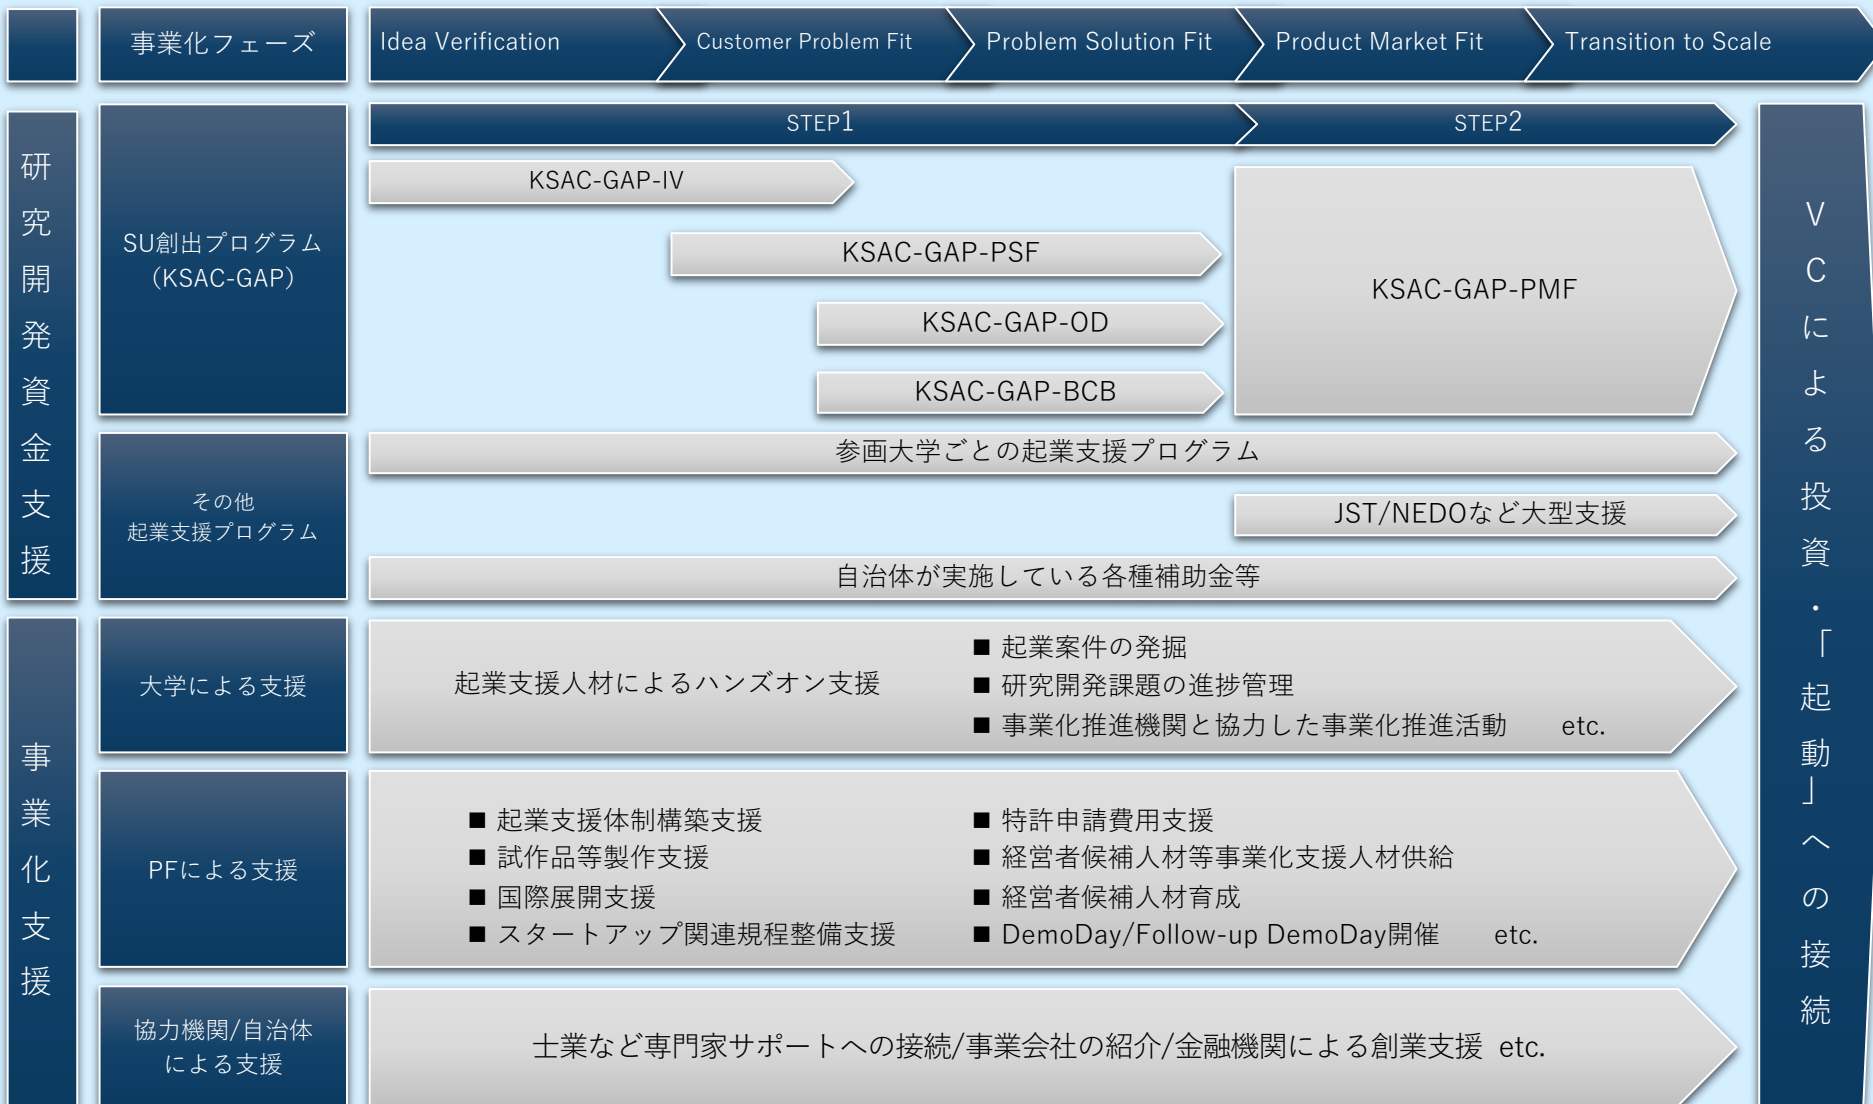 事業化フェーズ
Idea Verification
Customer Problem Fit
Problem Solution Fit
Product Market Fit
Transition to Scale
研究開発資金支援
SU創出プログラム
（KSAC-GAP）
STEP1
STEP2
KSAC-GAP-IV
KSAC-GAP-PSF
KSAC-GAP-OD
KSAC-GAP-BCB
KSAC-GAP-PMF
その他
起業支援プログラム
参画大学ごとの起業支援プログラム
JST/NEDOなど大型支援
自治体が実施している各種補助金等
事業化支援
大学による支援
起業支援人材によるハンズオン支援
■ 起業案件の発掘
■ 研究開発課題の進捗管理
■ 事業化推進機関と協力した事業化推進活動 etc.
PFによる支援
■ 起業支援体制構築支援
■ 試作品等製作支援
■ 国際展開支援
■ スタートアップ関連規程整備支援
■ 特許申請費用支援
■ 経営者候補人材等事業化支援人材供給
■ 経営者候補人材育成
■ DemoDay/Follow-up DemoDay開催 etc.
協力機関/自治体
による支援
士業など専門家サポートへの接続/事業会社の紹介/金融機関による創業支援 etc.
VCによる投資・「起動」への接続